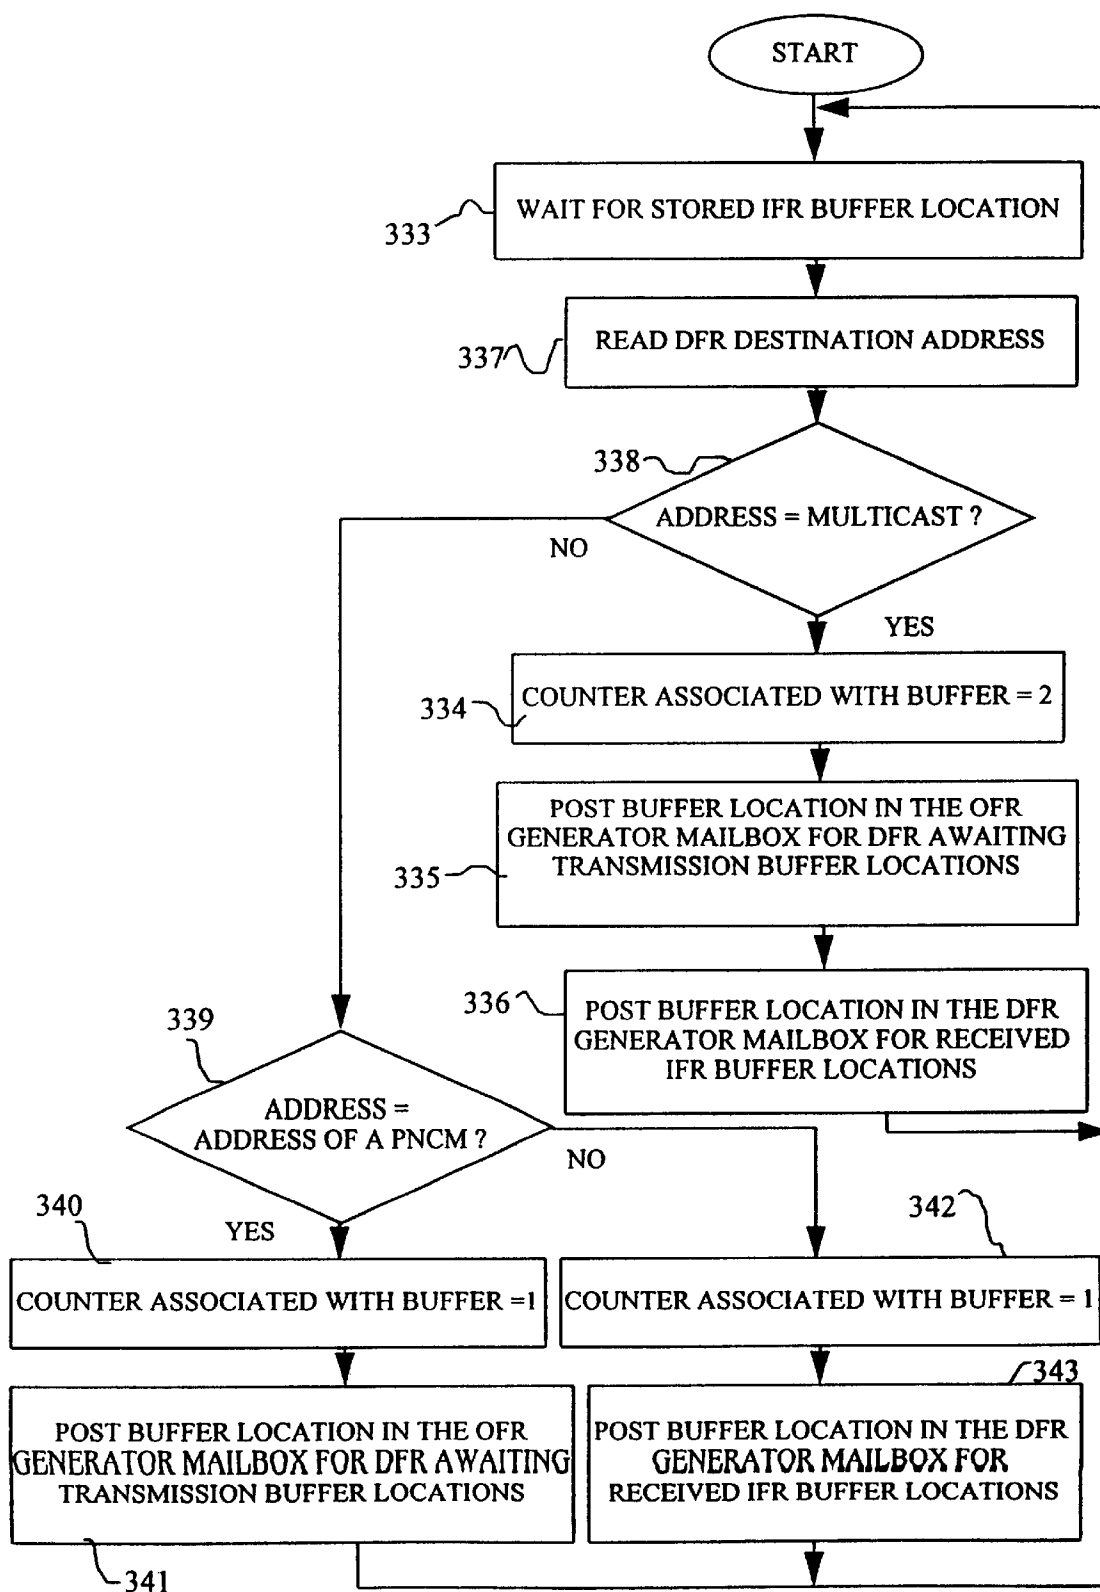 START
WAIT FOR STORED IFR BUFFER LOCATION
333
READ DFR DESTINATION ADDRESS
337
338
ADDRESS = MULTICAST ?
NO
YES
COUNTER ASSOCIATED WITH BUFFER = 2
334
POST BUFFER LOCATION IN THE OFR
GENERATOR MAILBOX FOR DFR AWAITING
TRANSMISSION BUFFER LOCATIONS
335
336
POST BUFFER LOCATION IN THE DFR
GENERATOR MAILBOX FOR RECEIVED
IFR BUFFER LOCATIONS
339
ADDRESS =
ADDRESS OF A PNCM ?
NO
YES
340
COUNTER ASSOCIATED WITH BUFFER =1
342
COUNTER ASSOCIATED WITH BUFFER = 1
POST BUFFER LOCATION IN THE OFR
GENERATOR MAILBOX FOR DFR AWAITING
TRANSMISSION BUFFER LOCATIONS
341
343
POST BUFFER LOCATION IN THE DFR
GENERATOR MAILBOX FOR
RECEIVED IFR BUFFER LOCATIONS